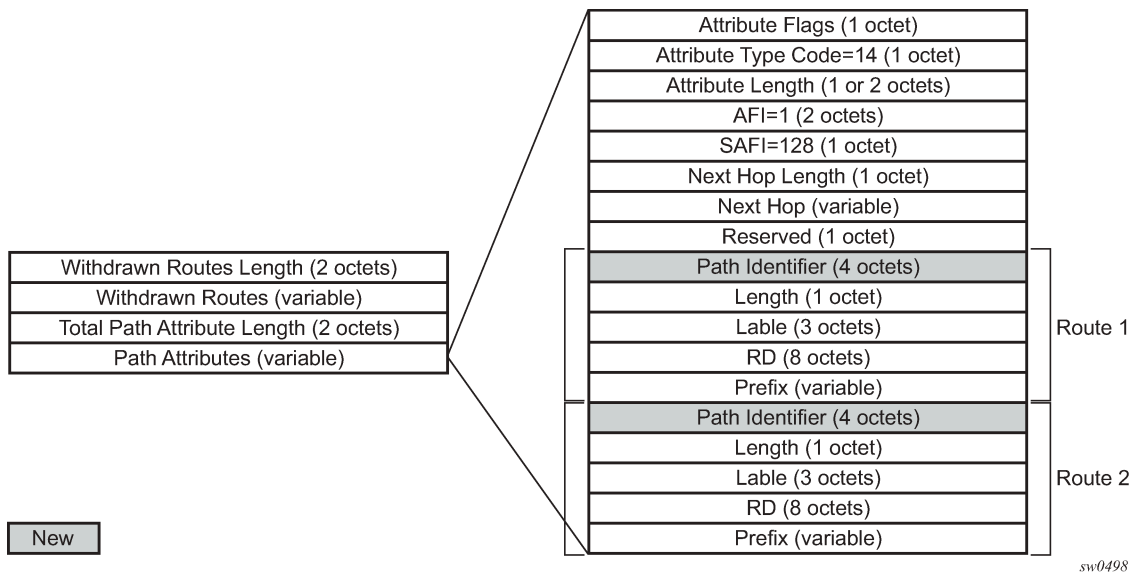 Attribute Flags (1 octet)
Attribute Type Code=14 (1 octet)
Attribute Length (1 or 2 octets)
AFI=1 (2 octets)
SAFI=128 (1 octet)
Next Hop Length (1 octet)
Next Hop (variable)
Reserved (1 octet)
Withdrawn Routes Length (2 octets)
Withdrawn Routes (variable)
Total Path Attribute Length (2 octets)
Path Attributes (variable)
Path Identifier (4 octets)
Length (1 octet)
Lable (3 octets)
RD (8 octets)
Prefix (variable)
Route 1
Path Identifier (4 octets)
Length (1 octet)
Lable (3 octets)
RD (8 octets)
Prefix (variable)
Route 2
New
sw0498